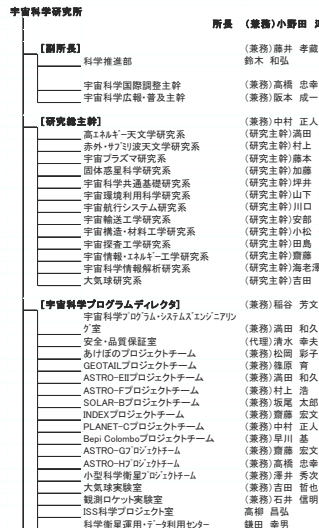 宇宙科学研究所
所長 (兼務)小野田
[副所長] (兼務)藤井 孝藏
科学推進部 鈴木 和弘
宇宙科学国際調整主幹 (兼務)高橋 忠幸
宇宙科学広報・普及主幹 (兼務)阪本 成一
[研究総主幹] (兼務)中村 正人
高エネルギー天文学研究系 (研究主幹)満田
赤外・サブミリ波天文学研究系 (研究主幹)村上
宇宙プラズマ研究系 (研究主幹)藤本
固体惑星科学研究系 (研究主幹)加藤
宇宙科学共通基礎研究系 (研究主幹)坪井
宇宙環境利用科学研究系 (研究主幹)山下
宇宙航行システム研究系 (研究主幹)川口
宇宙輸送工学研究系 (研究主幹)安部
宇宙構造・材料工学研究系 (研究主幹)小松
宇宙探査工学研究系 (研究主幹)田島
宇宙情報・エネルギー工学研究系 (研究主幹)齋藤
宇宙科学情報解析研究系 (研究主幹)海老澤
大気球研究系 (研究主幹)吉田
[宇宙科学プログラムディレクタ] (兼務)稲谷 芳文
宇宙科学プログラム・システムズエンジニアリン
グ室 (兼務)満田 和久
安全・品質保証室 (代理)清水 幸夫
あけぼのプロジェクトチーム (兼務)松岡 彩子
GEOTAILプロジェクトチーム (兼務)篠原 育
ASTRO-EIIプロジェクトチーム (兼務)満田 和久
ASTRO-Fプロジェクトチーム (兼務)村上 浩
SOLAR-Bプロジェクトチーム (兼務)坂尾 太郎
INDEXプロジェクトチーム (兼務)齋藤 宏文
PLANET-Cプロジェクトチーム (兼務)中村 正人
Bepi Colomboプロジェクトチーム (兼務)早川 基
ASTRO-Gプロジェクトチーム (兼務)齋藤 宏文
ASTRO-Hプロジェクトチーム (兼務)高橋 忠幸
小型科学衛星プロジェクトチーム (兼務)澤井 秀次郎
大気球実験室 (兼務)吉田 哲也
観測ロケット実験室 (兼務)石井 信明
ISS科学プロジェクト室 高柳 昌弘
科学衛星運用・データ利用センター 鎌田 幸男